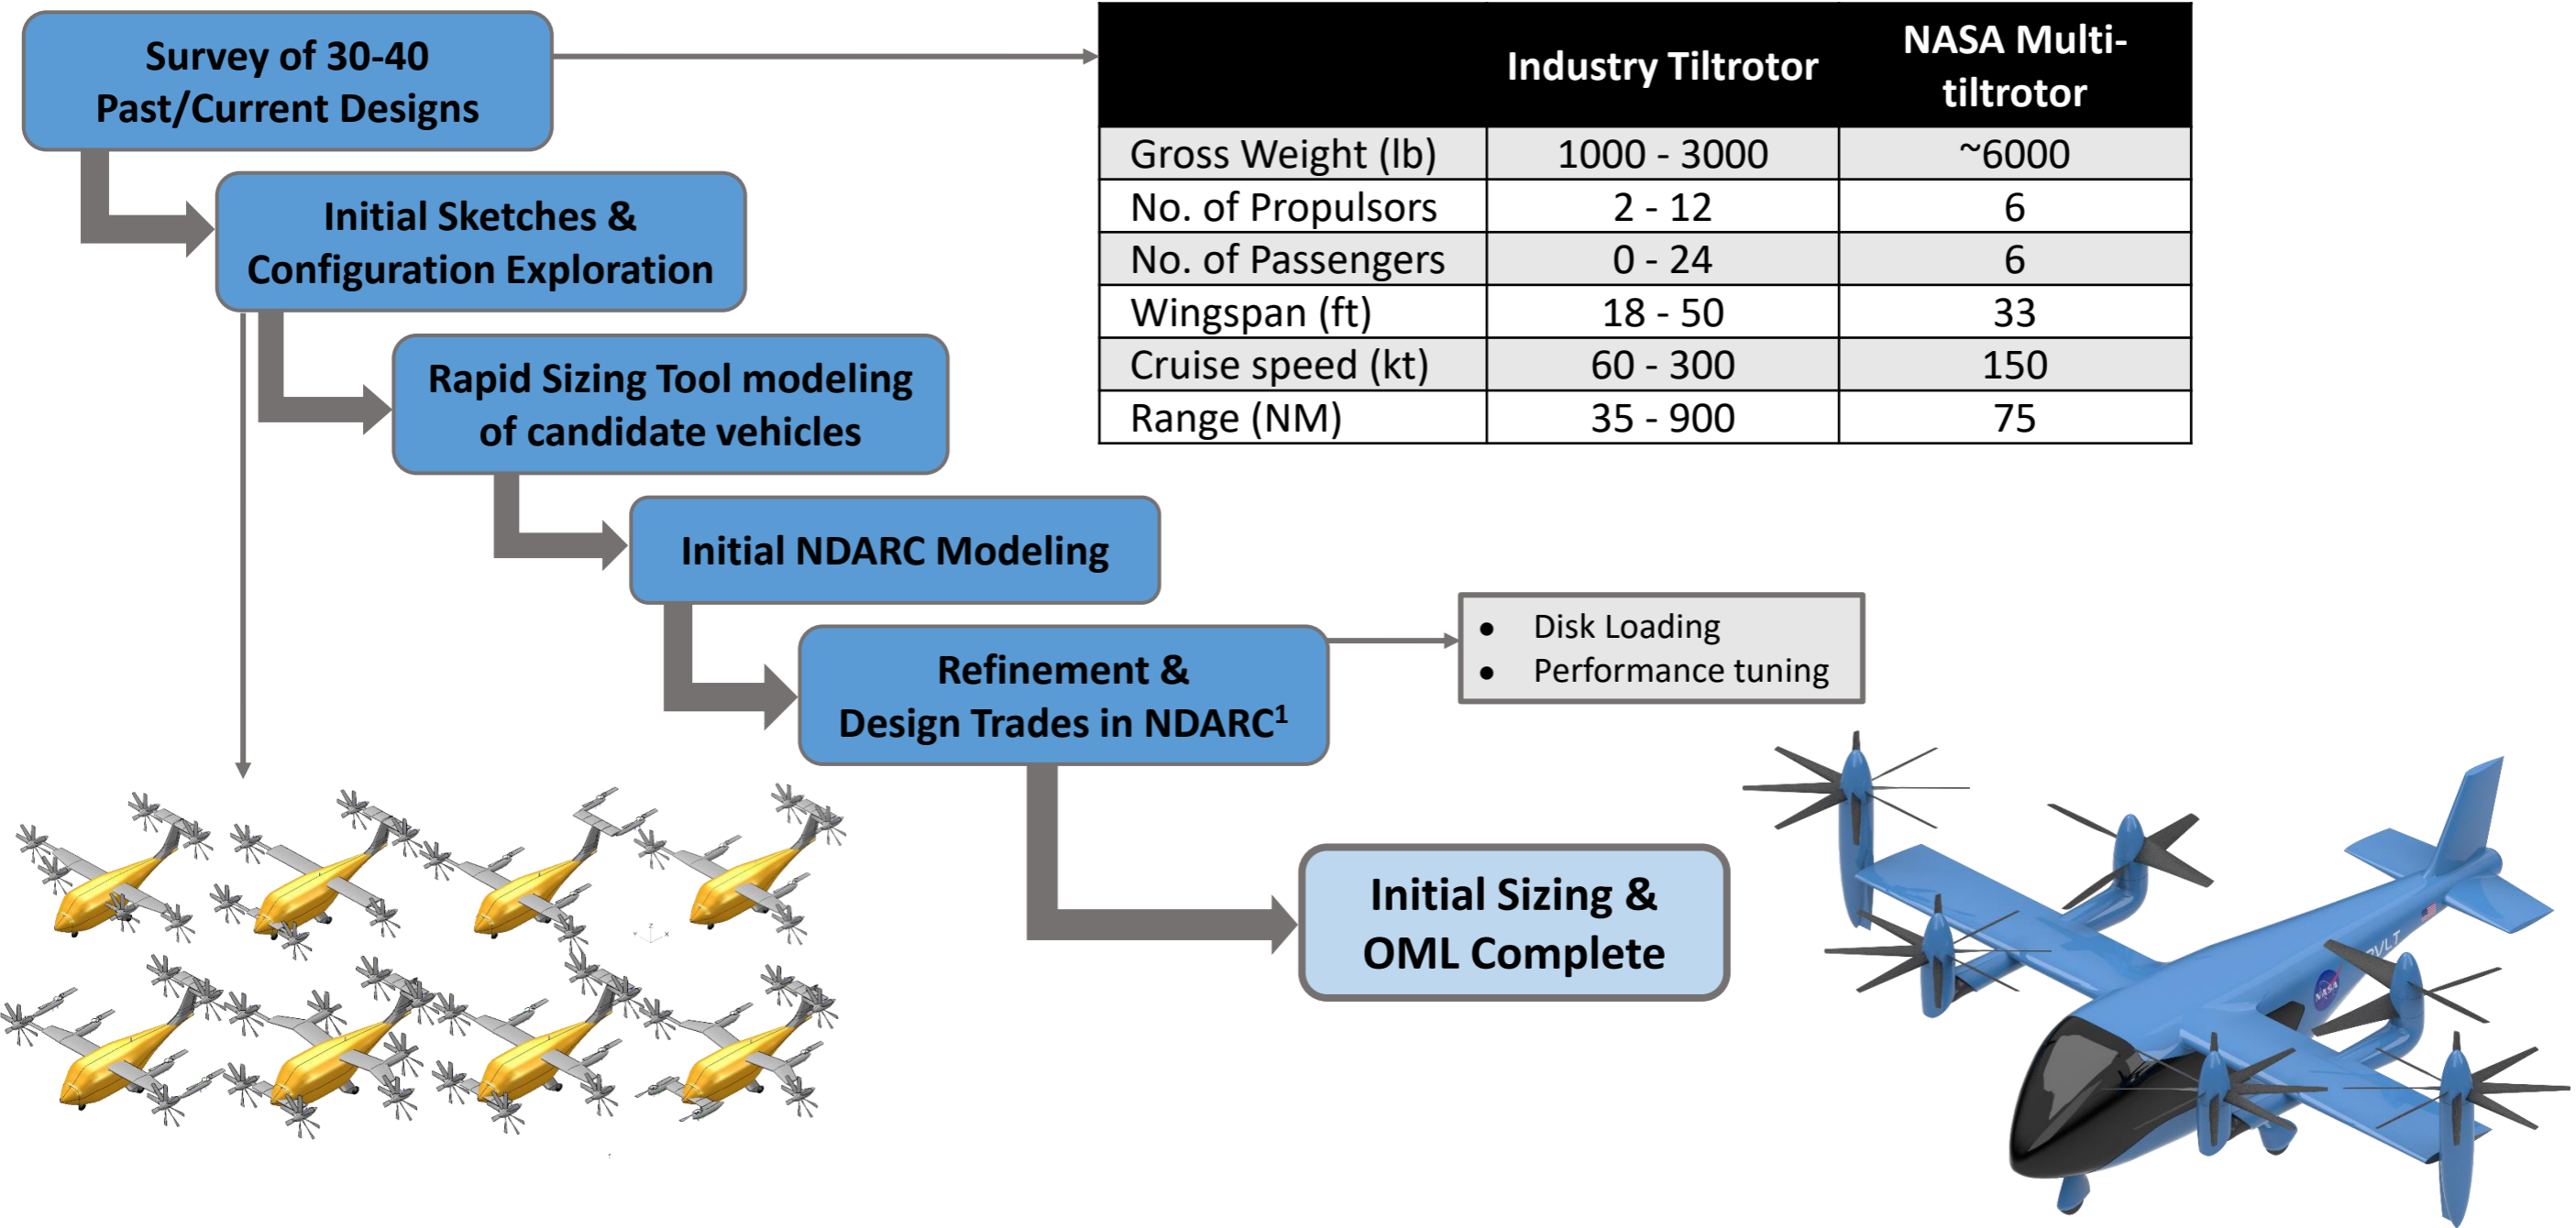 Survey of 30-40
Past/Current Designs
Initial Sketches &
Configuration Exploration
Rapid Sizing Tool modeling
of candidate vehicles
Initial NDARC Modeling
Refinement &
Design Trades in NDARC¹
Initial Sizing &
OML Complete
Industry Tiltrotor
NASA Multi-
tiltrotor
Gross Weight (lb) 1000 - 3000 ~6000
No. of Propulsors 2 - 12 6
No. of Passengers 0 - 24 6
Wingspan (ft) 18 - 50 33
Cruise speed (kt) 60 - 300 150
Range (NM) 35 - 900 75
• Disk Loading
• Performance tuning
NASA